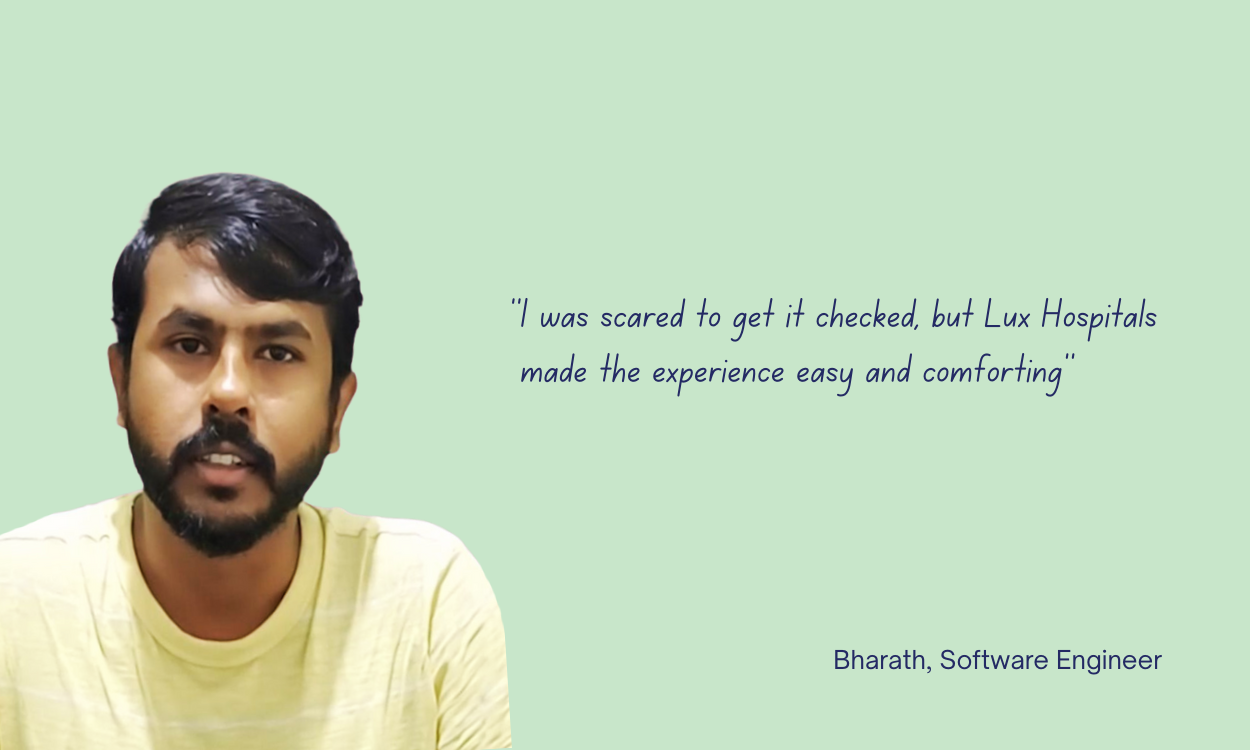 "I was scared to get it checked, but Lux Hospitals
made the experience easy and comforting"
Bharath, Software Engineer